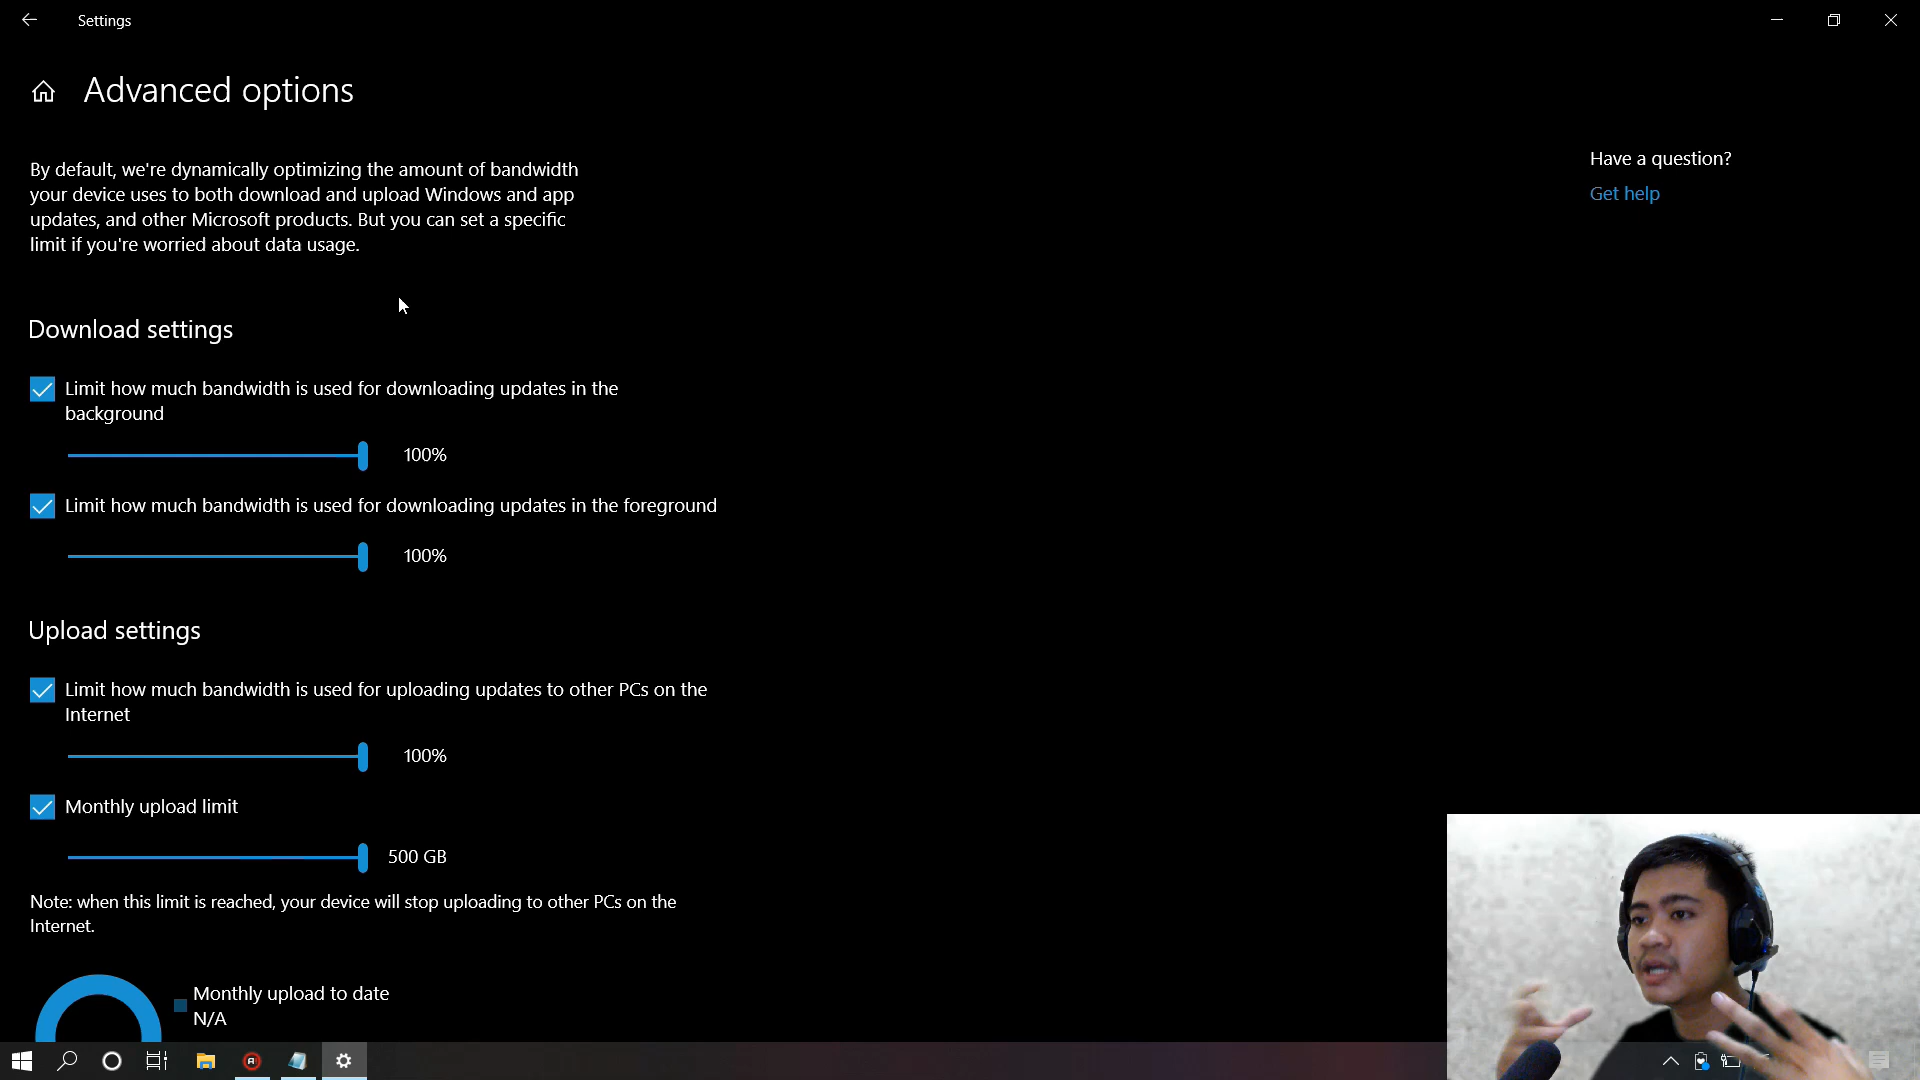 Settings
Advanced options
By default, we're dynamically optimizing the amount of bandwidth
your device uses to both download and upload Windows and app
updates, and other Microsoft products. But you can set a specific
limit if you're worried about data usage.
Have a question?
Get help
Download settings
Limit how much bandwidth is used for downloading updates in the
background
100%
Limit how much bandwidth is used for downloading updates in the foreground
100%
Upload settings
Limit how much bandwidth is used for uploading updates to other PCs on the
Internet
100%
Monthly upload limit
500 GB
Note: when this limit is reached, your device will stop uploading to other PCs on the
Internet.
Monthly upload to date
N/A